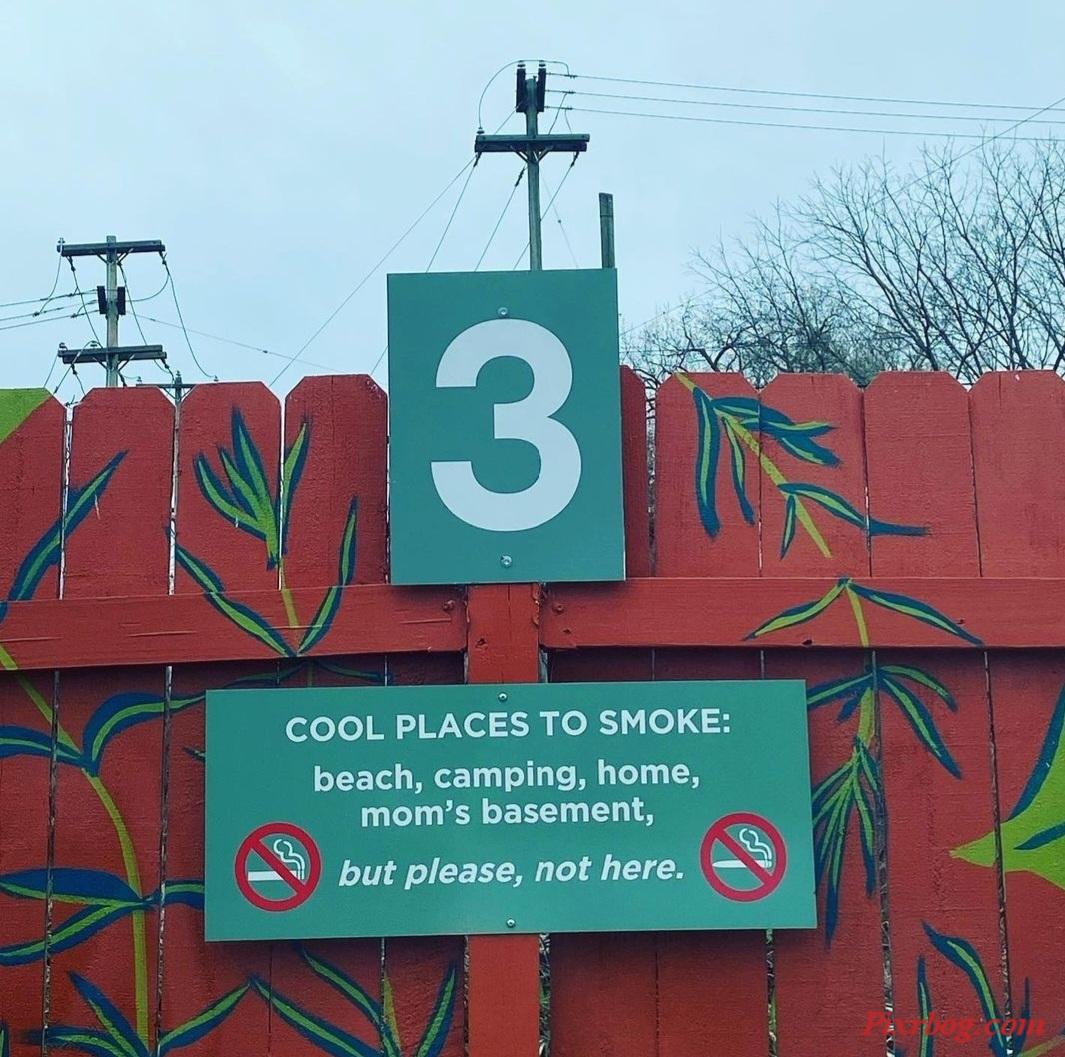 3
COOL PLACES TO SMOKE:
beach, camping, home,
mom's basement,
but please, not here.
Pixrbog.com